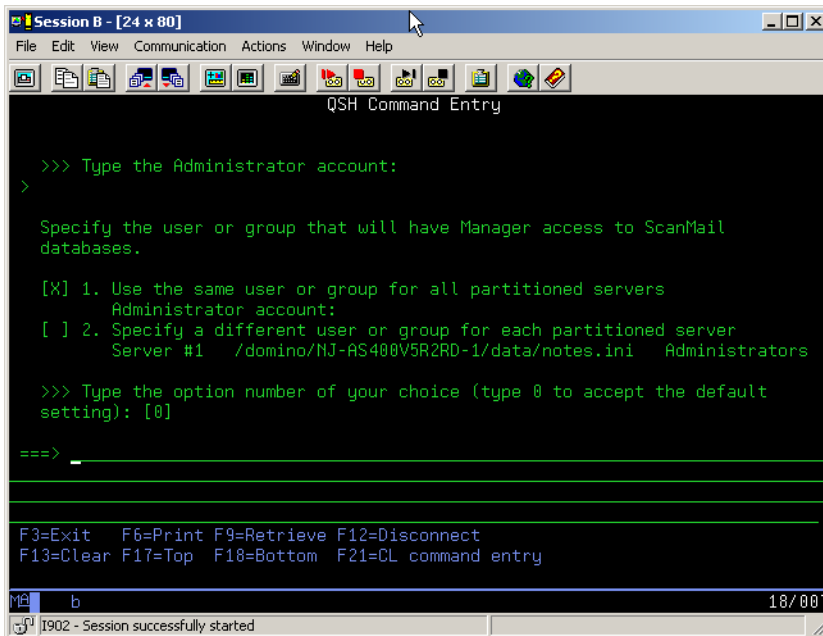 Session B - [24 x 80]
File Edit View Communication Actions Window Help
QSH Command Entry
>>> Type the Administrator account:
>
Specify the user or group that will have Manager access to ScanMail
databases.
[X] 1. Use the same user or group for all partitioned servers
Administrator account:
[ ] 2. Specify a different user or group for each partitioned server
Server #1 /domino/NJ-AS400V5R2RD-1/data/notes.ini Administrators
>>> Type the option number of your choice (type 0 to accept the default
setting): [0]
===> _
F3=Exit F6=Print F9=Retrieve F12=Disconnect
F13=Clear F17=Top F18=Bottom F21=CL command entry
MA b 18/007
I902 - Session successfully started